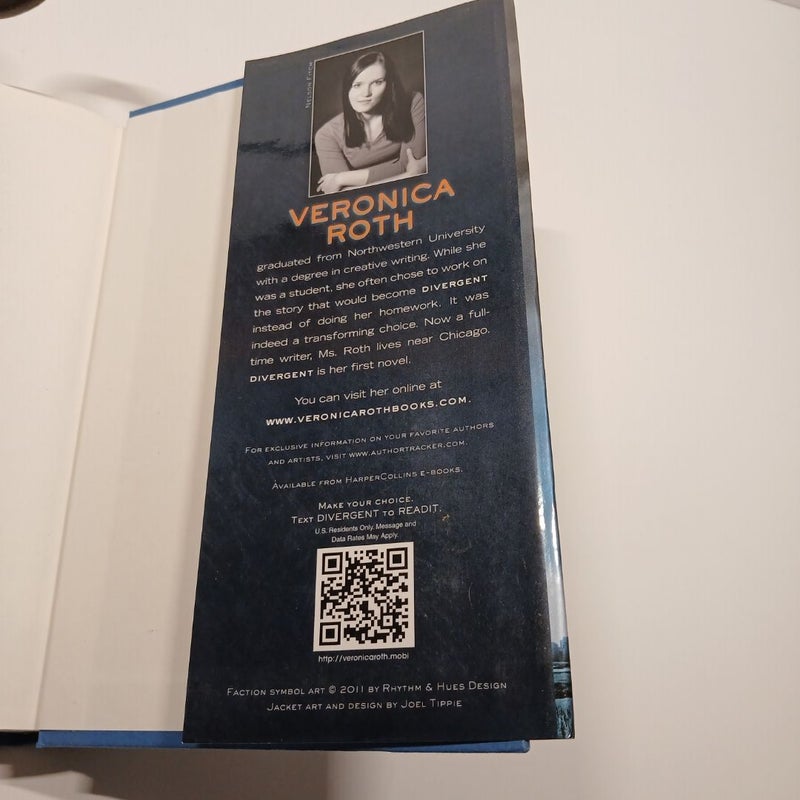 NELSON FITCH
VERONICA
ROTH
graduated from Northwestern University
with a degree in creative writing. While she
was a student, she often chose to work on
the story that would become DIVERGENT
instead of doing her homework. It was
indeed a transforming choice. Now a full-
time writer, Ms. Roth lives near Chicago.
DIVERGENT is her first novel.
You can visit her online at
WWW.VERONICAROTHBOOKS.COM.
FOR EXCLUSIVE INFORMATION ON YOUR FAVORITE AUTHORS
AND ARTISTS, VISIT WWW.AUTHORTRACKER.COM.
AVAILABLE FROM HARPERCOLLINS E-BOOKS.
MAKE YOUR CHOICE.
TEXT DIVERGENT TO READIT.
U.S. Residents Only. Message and
Data Rates May Apply.
http://veronicaroth.mobi
FACTION SYMBOL ART © 2011 BY RHYTHM & HUES DESIGN
JACKET ART AND DESIGN BY JOEL TIPPIE